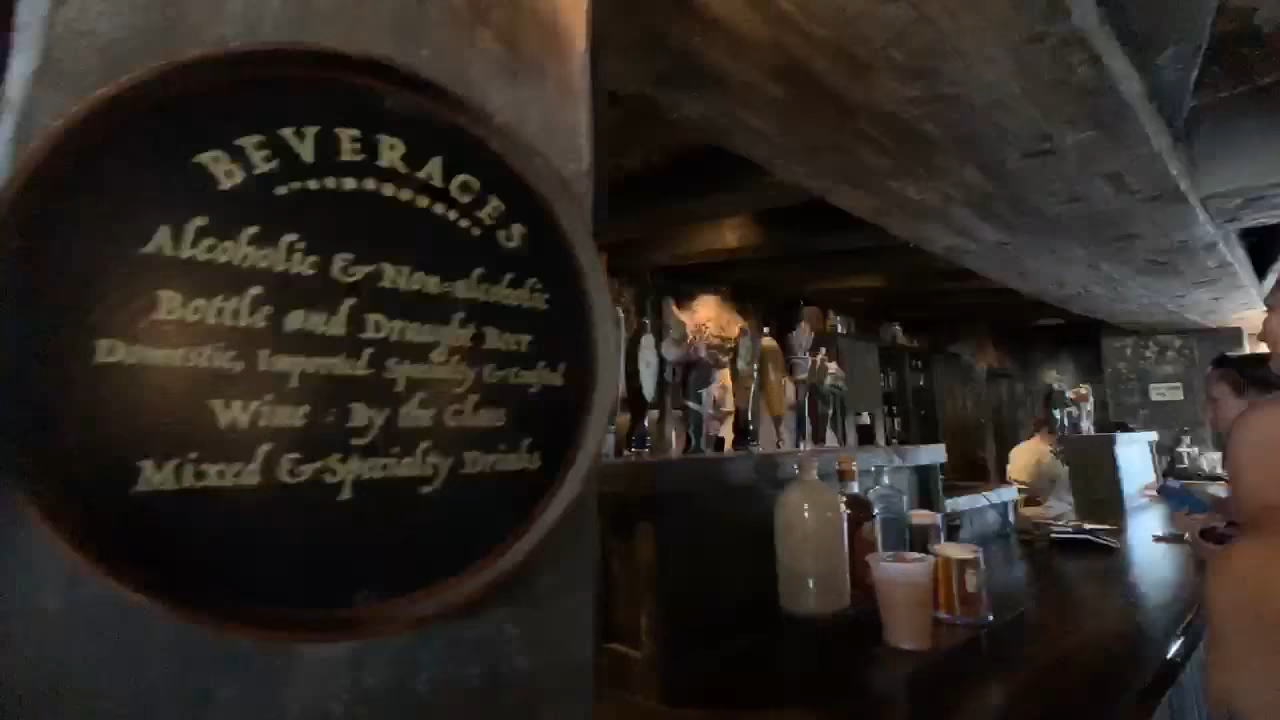 BEVERAGES
Alcoholic & Non-alcoholic
Bottle and Draught Beer
Domestic, Imported, Specialty & Crafted
Wine - By the Glass
Mixed & Specialty Drinks